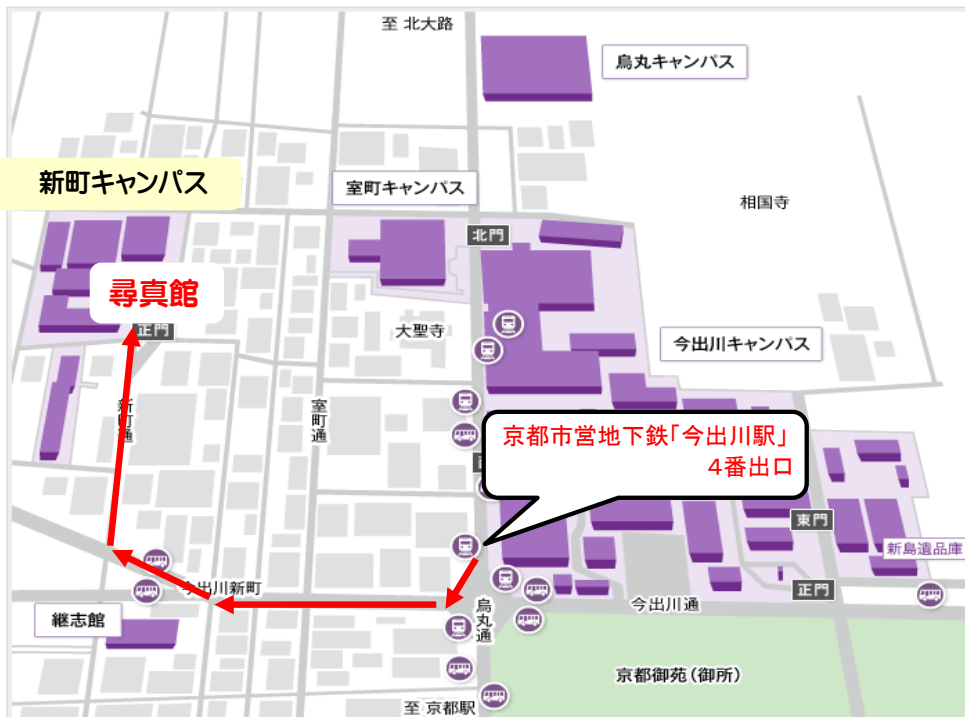 至 北大路
烏丸キャンパス
新町キャンパス
室町キャンパス
相国寺
北門
尋真館
正門
大聖寺
今出川キャンパス
新町通
室町通
京都市営地下鉄「今出川駅」
4番出口
東門
新島遺品庫
今出川新町
正門
継志館
烏丸通
今出川通
京都御苑(御所)
至 京都駅